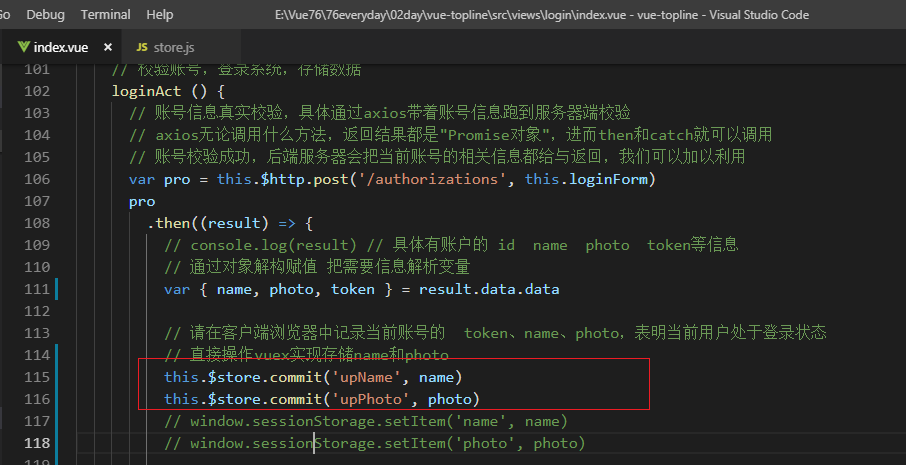 Go Debug Terminal Help E:\Vue76\76everyday\02day\vue-topline\src\views\login\index.vue - vue-topline - Visual Studio Code
index.vue × JS store.js
101 // 校验账号，登录系统，存储数据
102 loginAct () {
103 // 账号信息真实校验，具体通过axios带着账号信息跑到服务器端校验
104 // axios无论调用什么方法，返回结果都是"Promise对象"，进而then和catch就可以调用
105 // 账号校验成功，后端服务器会把当前账号的相关信息都给与返回，我们可以加以利用
106 var pro = this.$http.post('/authorizations', this.loginForm)
107 pro
108 .then((result) => {
109 // console.log(result) // 具体有账户的 id name photo token等信息
110 // 通过对象解构赋值 把需要信息解析变量
111 var { name, photo, token } = result.data.data
112
113 // 请在客户端浏览器中记录当前账号的 token、name、photo，表明当前用户处于登录状态
114 // 直接操作vuex实现存储name和photo
115 this.$store.commit('upName', name)
116 this.$store.commit('upPhoto', photo)
117 // window.sessionStorage.setItem('name', name)
118 // window.sessionStorage.setItem('photo', photo)